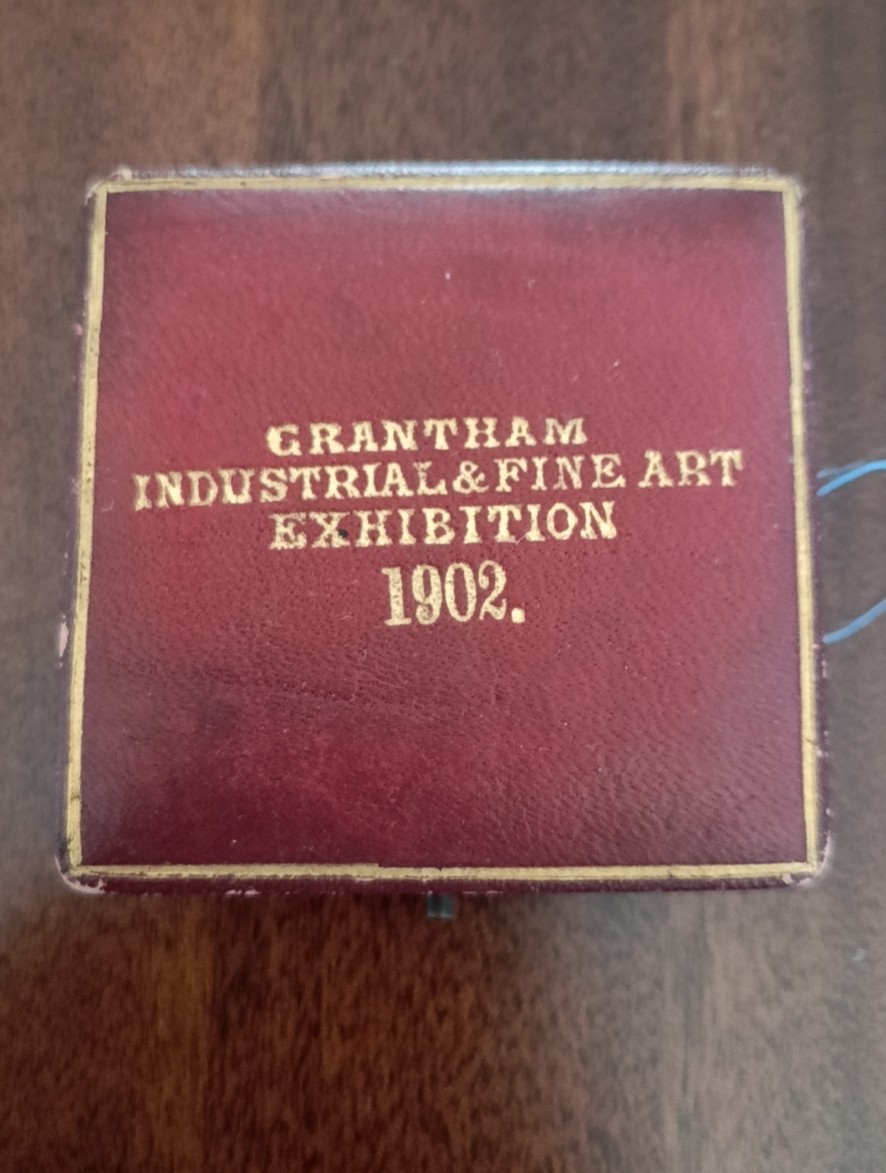 GRANTHAM
INDUSTRIAL & FINE ART
EXHIBITION
1902.